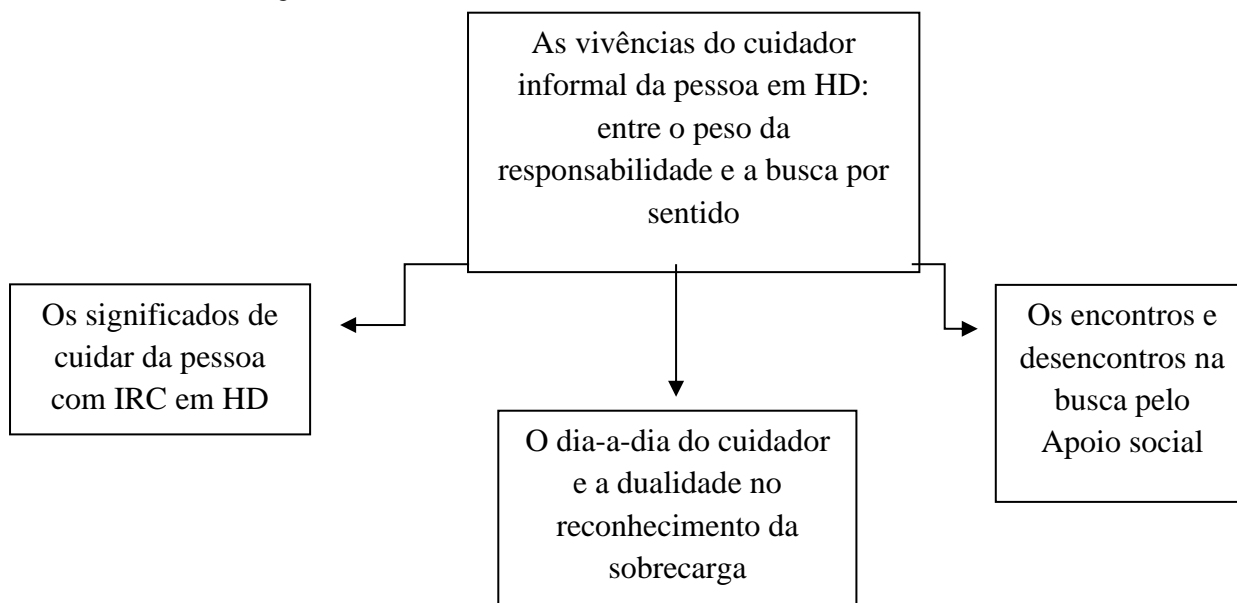 As vivências do cuidador
informal da pessoa em HD:
entre o peso da
responsabilidade e a busca por
sentido
Os significados de
cuidar da pessoa
com IRC em HD
O dia-a-dia do cuidador
e a dualidade no
reconhecimento da
sobrecarga
Os encontros e
desencontros na
busca pelo
Apoio social